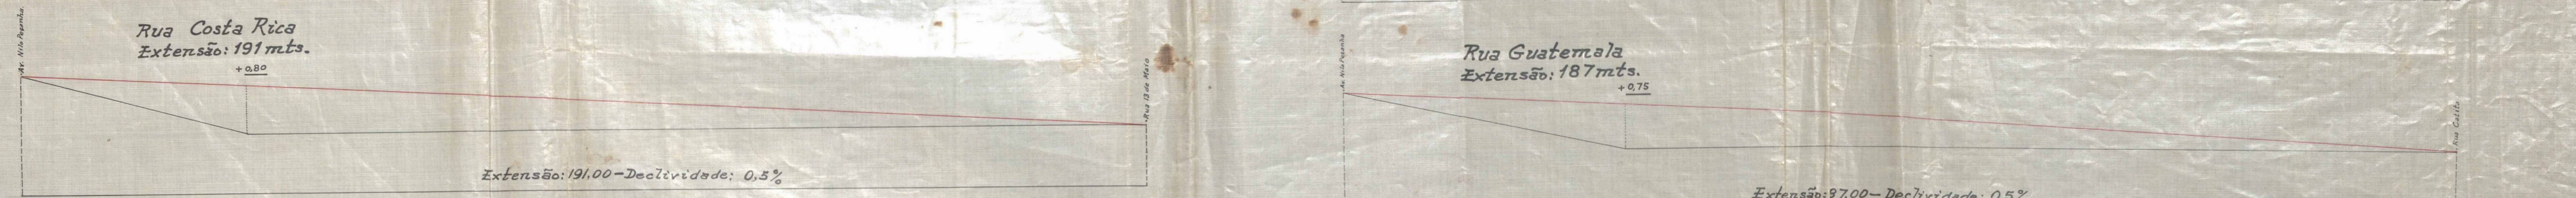 Av. Nilo Peçanha.
Rua Costa Rica
Extensão: 191 mts.
+0,80
Rua 13 de Maio
Extensão: 191.00 — Declividade: 0,5%
Av. Nilo Peçanha
Rua Guatemala
Extensão: 187 mts.
+0,75
Rua
Extensão: 87.00 — Declividade: 0.5%